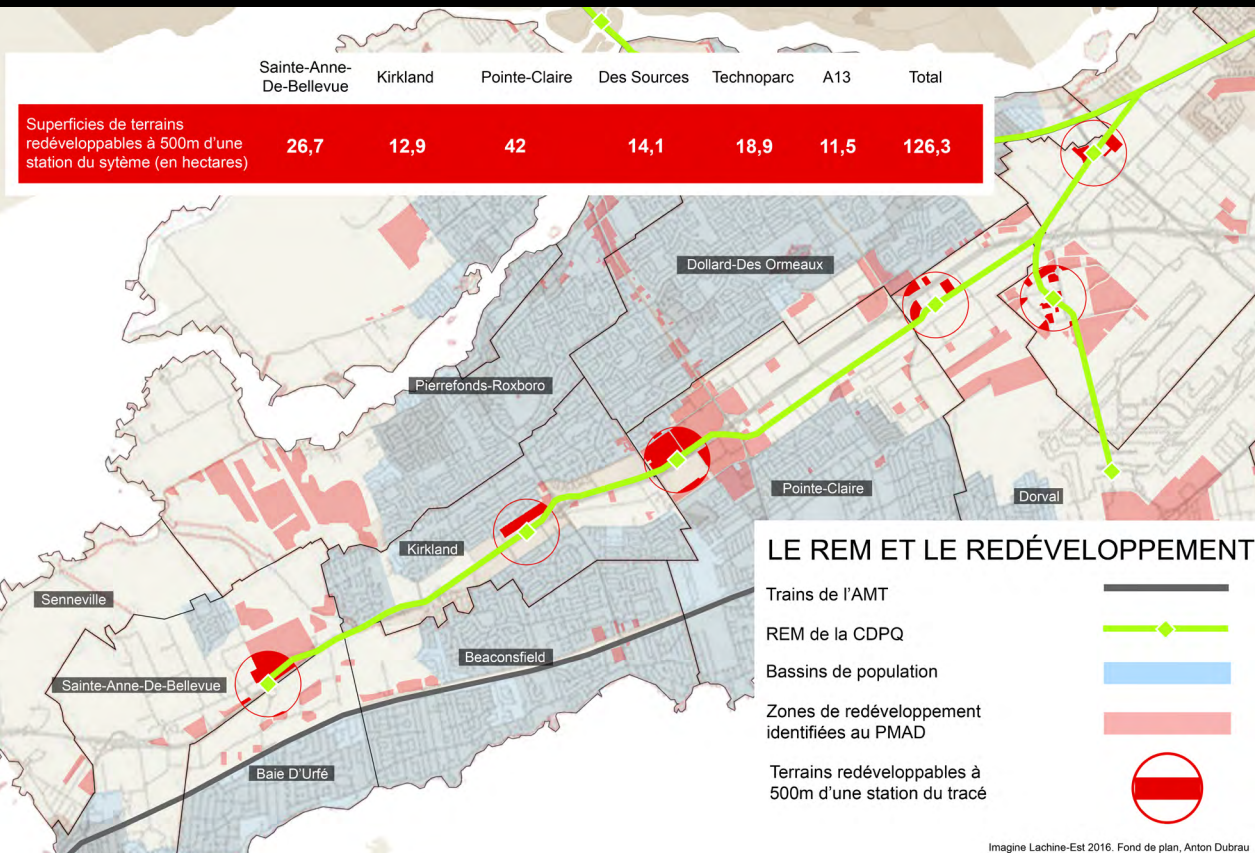 Sainte-Anne-
De-Bellevue
Kirkland
Pointe-Claire
Des Sources
Technoparc
A13
Total
Superficies de terrains
redéveloppables à 500m d'une
station du sytème (en hectares)
26,7
12,9
42
14,1
18,9
11,5
126,3
Dollard-Des Ormeaux
Pierrefonds-Roxboro
Pointe-Claire
Dorval
Kirkland
Senneville
Beaconsfield
Sainte-Anne-De-Bellevue
Baie D'Urfé
LE REM ET LE REDÉVELOPPEMENT
Trains de l'AMT
REM de la CDPQ
Bassins de population
Zones de redéveloppement
identifiées au PMAD
Terrains redéveloppables à
500m d'une station du tracé
Imagine Lachine-Est 2016. Fond de plan, Anton Dubrau